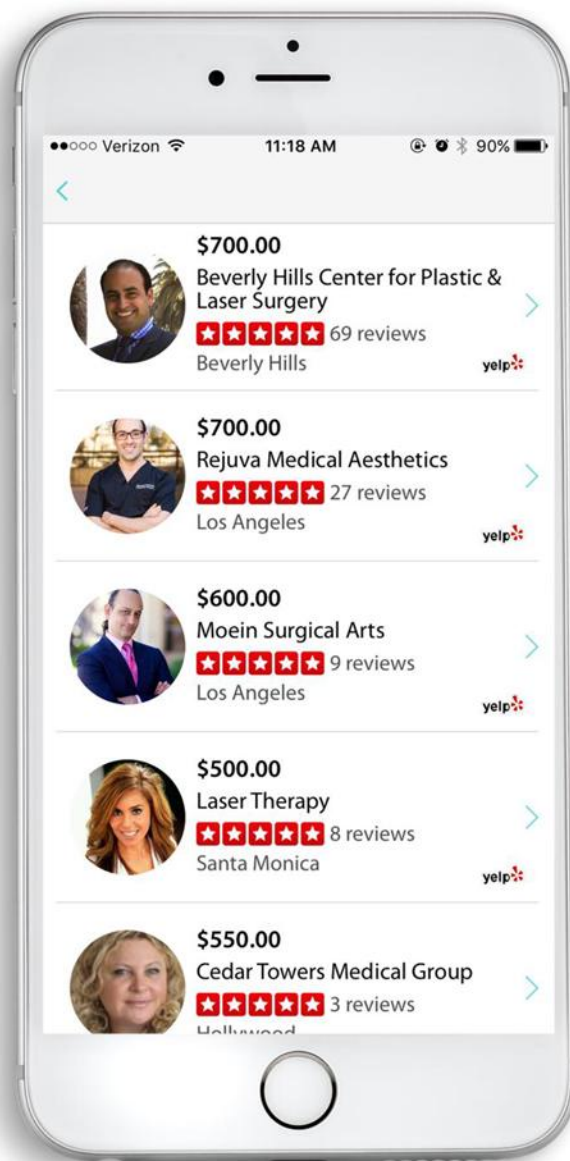 Verizon 11:18 AM 90%
$700.00
Beverly Hills Center for Plastic &
Laser Surgery
69 reviews
Beverly Hills
yelp
$700.00
Rejuva Medical Aesthetics
27 reviews
Los Angeles
yelp
$600.00
Moein Surgical Arts
9 reviews
Los Angeles
yelp
$500.00
Laser Therapy
8 reviews
Santa Monica
yelp
$550.00
Cedar Towers Medical Group
3 reviews
Hollywood